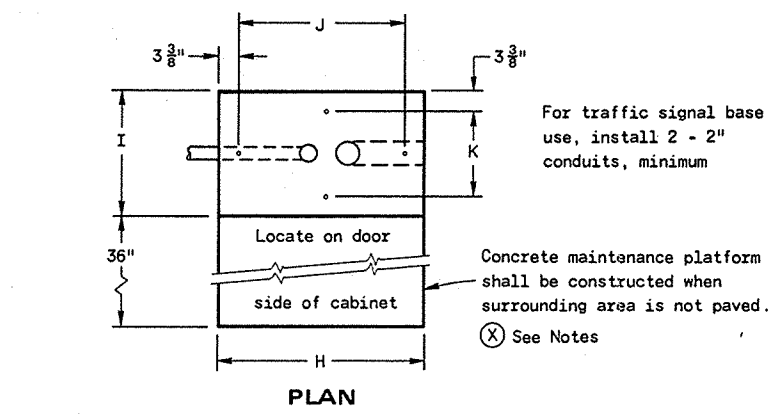 J
3 3/8"
3 3/8"
I
K
For traffic signal base
use, install 2 - 2"
conduits, minimum
36"
Locate on door
side of cabinet
Concrete maintenance platform
shall be constructed when
surrounding area is not paved.
X See Notes
H
PLAN